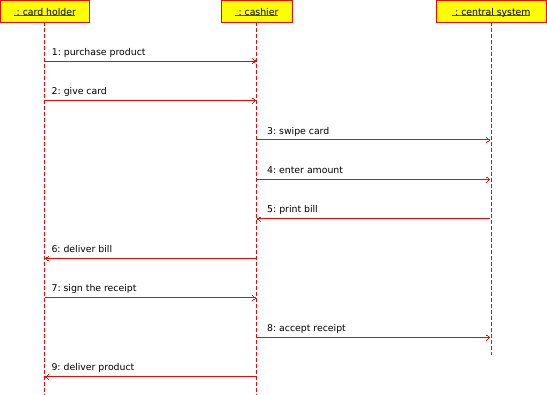 : card holder
: cashier
: central system
1: purchase product
2: give card
3: swipe card
4: enter amount
5: print bill
6: deliver bill
7: sign the receipt
8: accept receipt
9: deliver product